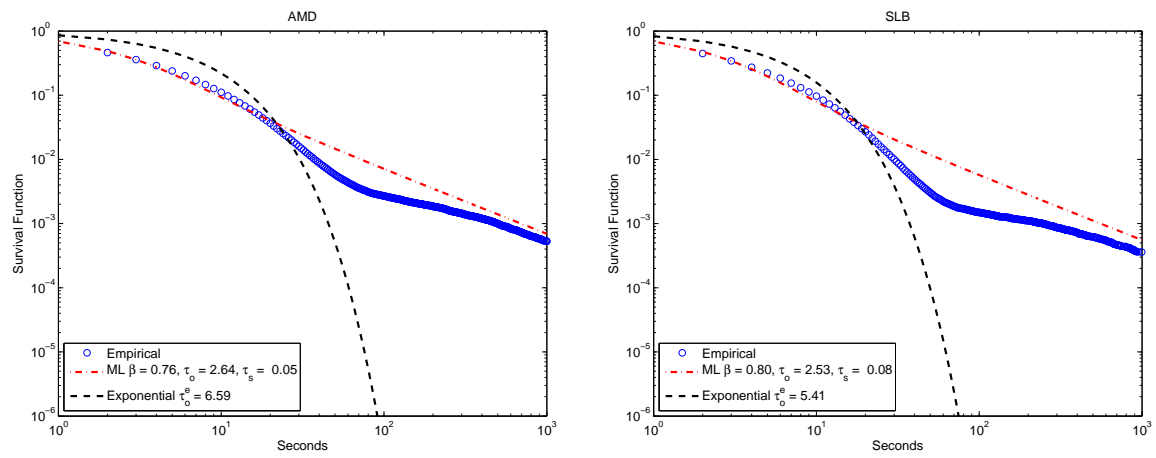 AMD
Survival Function
10^0
10^-1
10^-2
10^-3
10^-4
10^-5
10^-6
Empirical
ML β = 0.76, τ_o = 2.64, τ_s = 0.05
Exponential τ_o^e = 6.59
10^0 10^1 10^2 10^3
Seconds
SLB
Survival Function
10^0
10^-1
10^-2
10^-3
10^-4
10^-5
10^-6
Empirical
ML β = 0.80, τ_o = 2.53, τ_s = 0.08
Exponential τ_o^e = 5.41
10^0 10^1 10^2 10^3
Seconds